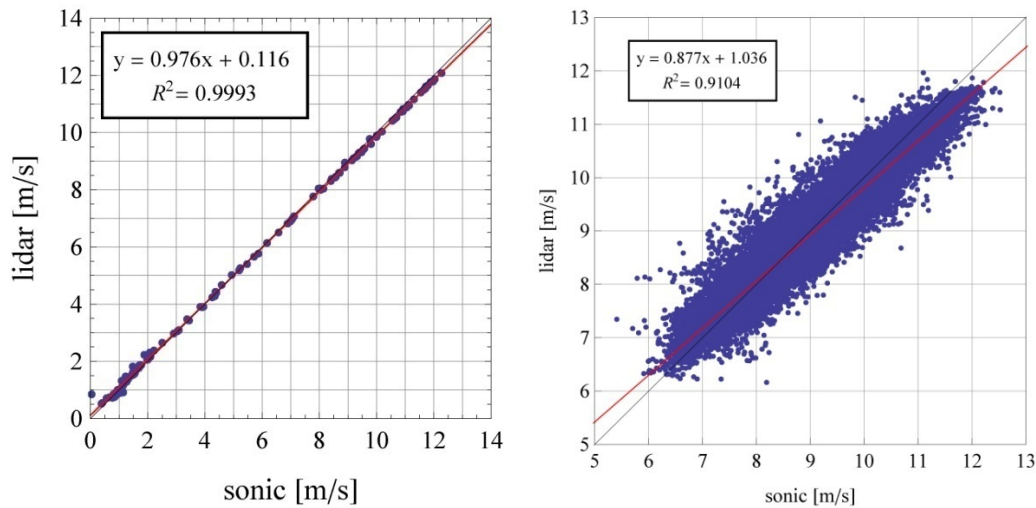 14
12
10
8
6
4
2
0
y = 0.976x + 0.116
R² = 0.9993
lidar [m/s]
0 2 4 6 8 10 12 14
sonic [m/s]
13
12
11
10
9
8
7
6
5
y = 0.877x + 1.036
R² = 0.9104
lidar [m/s]
5 6 7 8 9 10 11 12 13
sonic [m/s]